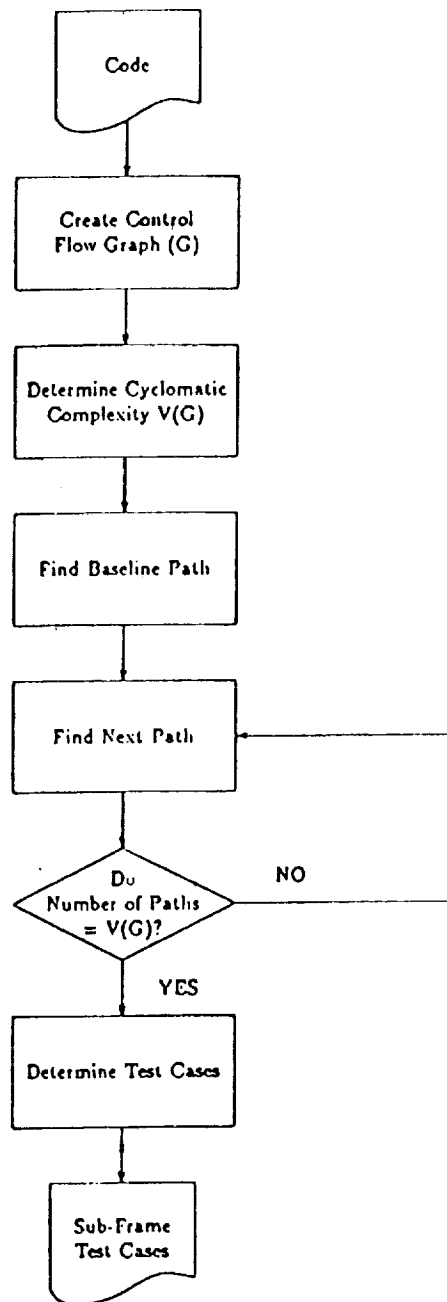 Code
Create Control
Flow Graph (G)
Determine Cyclomatic
Complexity V(G)
Find Baseline Path
Find Next Path
Do
Number of Paths
= V(G)?
NO
YES
Determine Test Cases
Sub-Frame
Test Cases